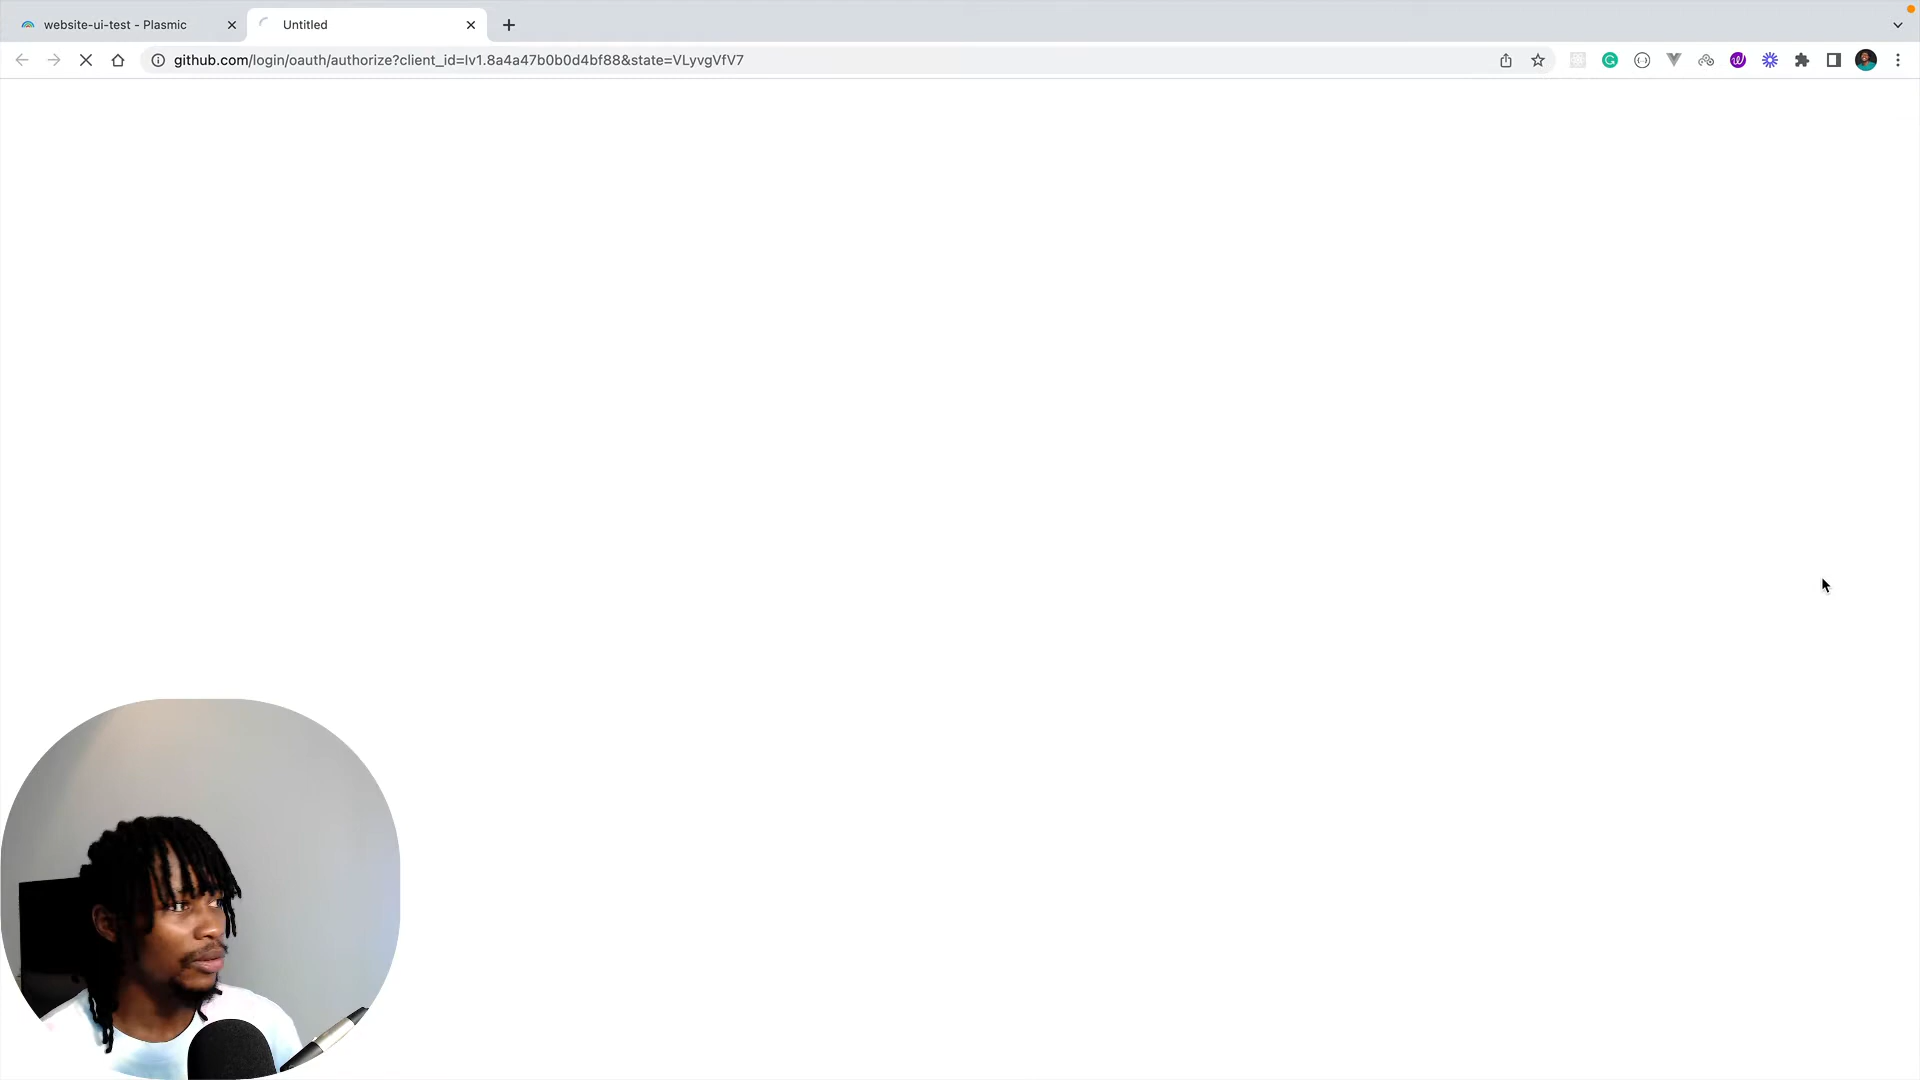 website-ui-test - Plasmic
Untitled
github.com/login/oauth/authorize?client_id=Iv1.8a4a47b0b0d4bf88&state=VLyvgVfV7